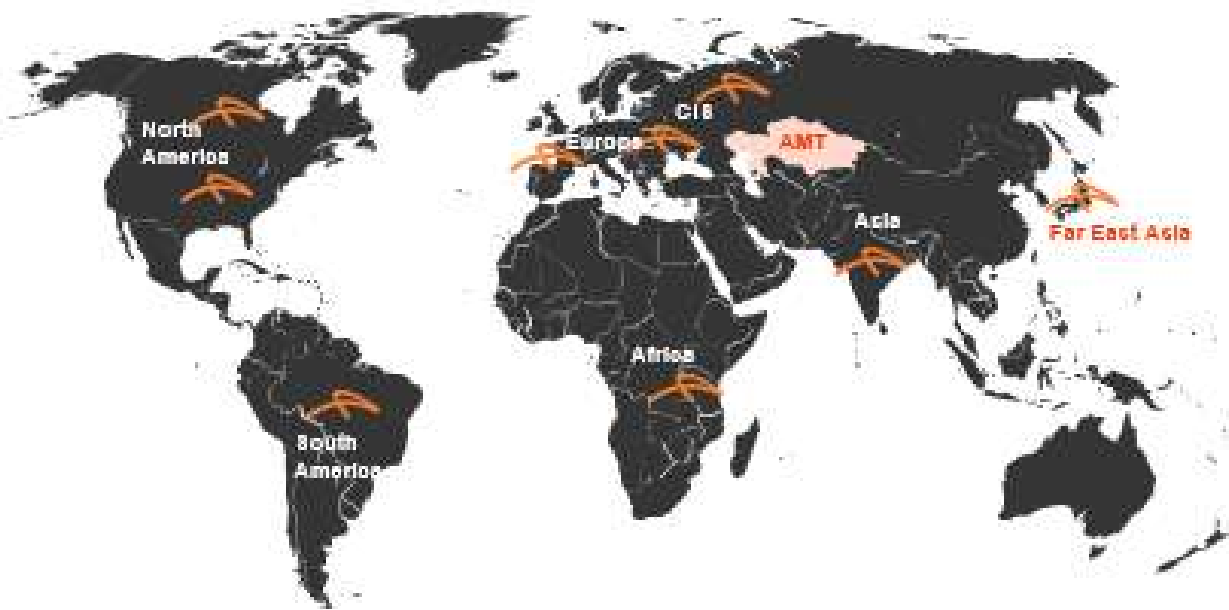 CIS
North
America
Europe
AMT
Asia
Far East Asia
Africa
South
America